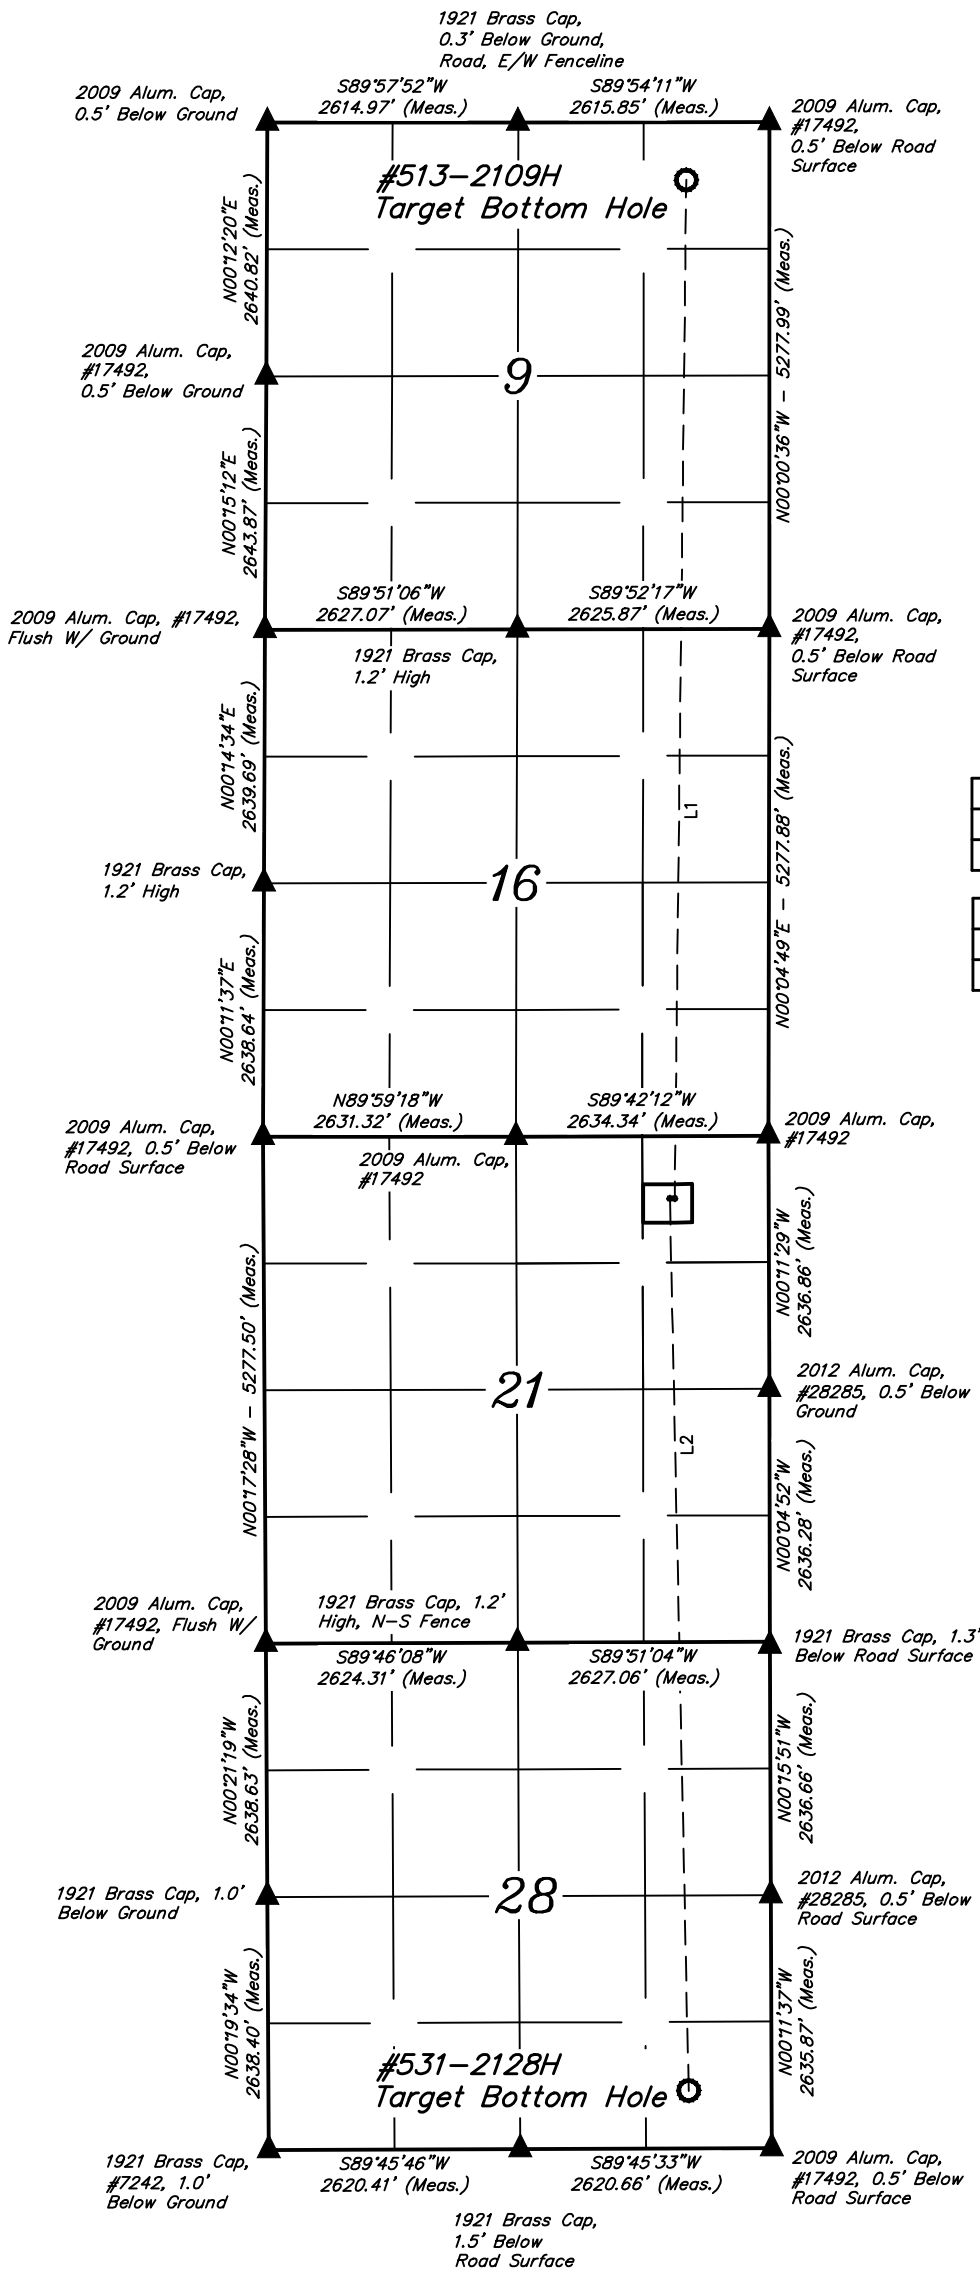 1921 Brass Cap,
0.3' Below Ground,
Road, E/W Fenceline
2009 Alum. Cap,
0.5' Below Ground
S89°57'52"W
2614.97' (Meas.)
S89°54'11"W
2615.85' (Meas.)
2009 Alum. Cap,
#17492,
0.5' Below Road
Surface
#513-2109H
Target Bottom Hole
N00°12'20"E
2640.82' (Meas.)
N00°00'36"W - 5277.99' (Meas.)
2009 Alum. Cap,
#17492,
0.5' Below Ground
9
N00°15'12"E
2643.87' (Meas.)
2009 Alum. Cap, #17492,
Flush W/ Ground
S89°51'06"W
2627.07' (Meas.)
S89°52'17"W
2625.87' (Meas.)
2009 Alum. Cap,
#17492,
0.5' Below Road
Surface
1921 Brass Cap,
1.2' High
N00°14'34"E
2639.69' (Meas.)
L1
N00°04'49"E - 5277.88' (Meas.)
1921 Brass Cap,
1.2' High
16
N00°11'37"E
2638.64' (Meas.)
2009 Alum. Cap,
#17492, 0.5' Below
Road Surface
N89°59'18"W
2631.32' (Meas.)
S89°42'12"W
2634.34' (Meas.)
2009 Alum. Cap,
#17492
2009 Alum. Cap,
#17492
N00°11'29"W
2636.86' (Meas.)
N00°17'28"W - 5277.50' (Meas.)
21
2012 Alum. Cap,
#28285, 0.5' Below
Ground
L2
N00°04'52"W
2636.28' (Meas.)
2009 Alum. Cap,
#17492, Flush W/
Ground
1921 Brass Cap, 1.2'
High, N-S Fence
1921 Brass Cap, 1.3'
Below Road Surface
S89°46'08"W
2624.31' (Meas.)
S89°51'04"W
2627.06' (Meas.)
N00°21'19"W
2638.63' (Meas.)
N00°15'51"W
2636.66' (Meas.)
1921 Brass Cap, 1.0'
Below Ground
28
2012 Alum. Cap,
#28285, 0.5' Below
Road Surface
N00°19'34"W
2638.40' (Meas.)
N00°11'37"W
2635.87' (Meas.)
#531-2128H
Target Bottom Hole
1921 Brass Cap,
#7242, 1.0'
Below Ground
S89°45'46"W
2620.41' (Meas.)
S89°45'33"W
2620.66' (Meas.)
2009 Alum. Cap,
#17492, 0.5' Below
Road Surface
1921 Brass Cap,
1.5' Below
Road Surface